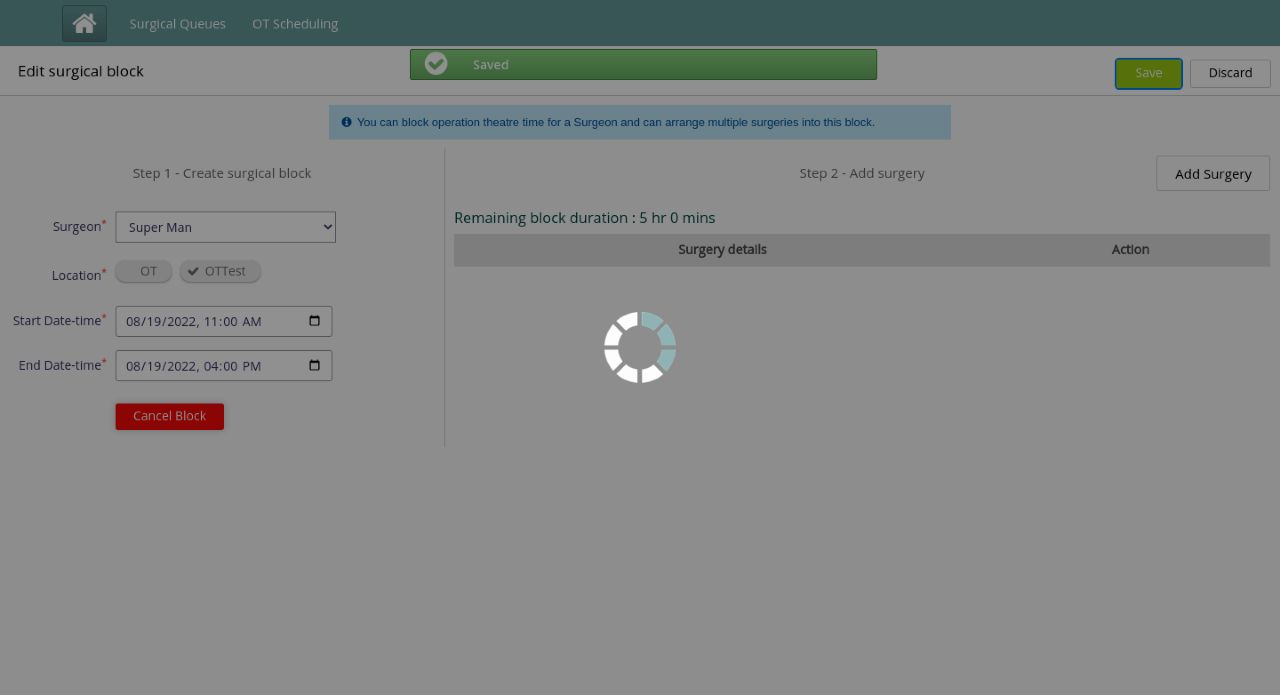 Surgical Queues OT Scheduling
Edit surgical block
Saved
Save Discard
You can block operation theatre time for a Surgeon and can arrange multiple surgeries into this block.
Step 1 - Create surgical block
Surgeon* Super Man
Location* OT OTTest
Start Date-time* 08/19/2022, 11:00 AM
End Date-time* 08/19/2022, 04:00 PM
Cancel Block
Step 2 - Add surgery
Add Surgery
Remaining block duration : 5 hr 0 mins
Surgery details Action